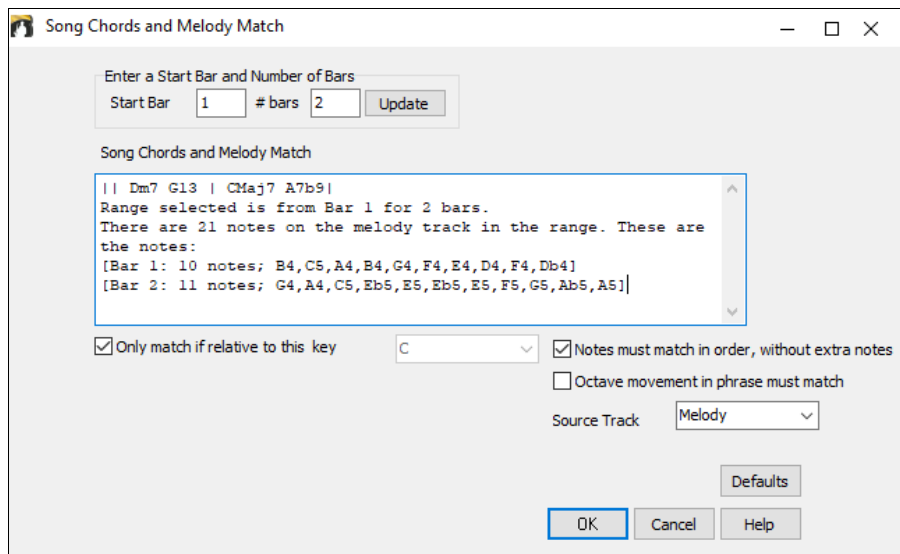 Song Chords and Melody Match
Enter a Start Bar and Number of Bars
Start Bar 1 # bars 2 Update
Song Chords and Melody Match
|| Dm7 G13 | CMaj7 A7b9|
Range selected is from Bar 1 for 2 bars.
There are 21 notes on the melody track in the range. These are
the notes:
[Bar 1: 10 notes; B4,C5,A4,B4,G4,F4,E4,D4,F4,Db4]
[Bar 2: 11 notes; G4,A4,C5,Eb5,E5,Eb5,E5,F5,G5,Ab5,A5]
Only match if relative to this key C Notes must match in order, without extra notes
Octave movement in phrase must match
Source Track Melody
Defaults
OK Cancel Help